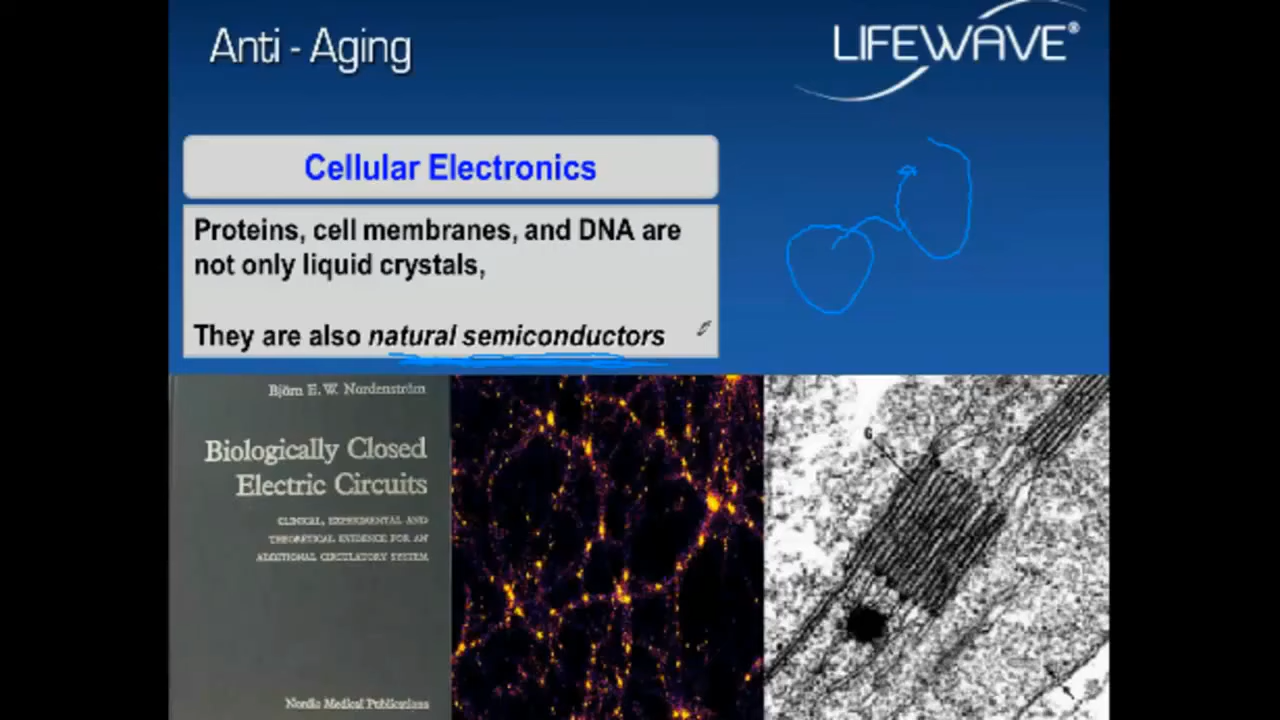 Anti - Aging
LIFEWAVE®
Cellular Electronics
Proteins, cell membranes, and DNA are
not only liquid crystals,
They are also natural semiconductors
Björn E. W. Nordenström
Biologically Closed
Electric Circuits
CLINICAL, EXPERIMENTAL AND
THEORETICAL EVIDENCE FOR AN
ADDITIONAL CIRCULATORY SYSTEM
Nordic Medical Publications
G